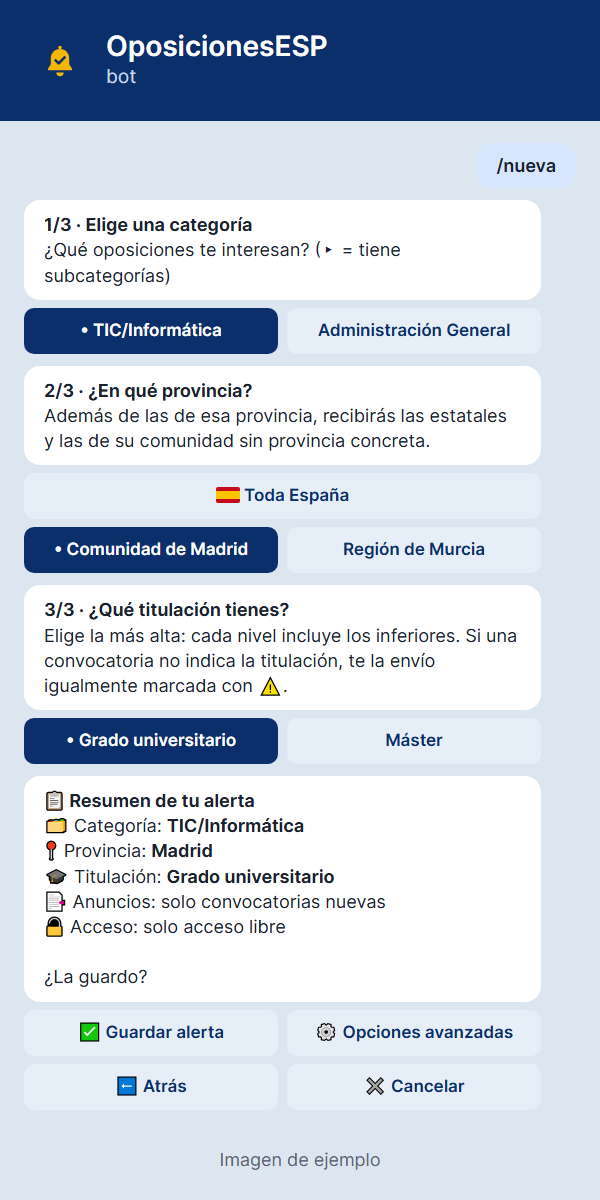 OposicionesESP
bot
/nueva
1/3 · Elige una categoría
¿Qué oposiciones te interesan? (‣ = tiene
subcategorías)
• TIC/Informática
Administración General
2/3 · ¿En qué provincia?
Además de las de esa provincia, recibirás las estatales
y las de su comunidad sin provincia concreta.
🇪🇸 Toda España
• Comunidad de Madrid
Región de Murcia
3/3 · ¿Qué titulación tienes?
Elige la más alta: cada nivel incluye los inferiores. Si una
convocatoria no indica la titulación, te la envío
igualmente marcada con ⚠️.
• Grado universitario
Máster
📋 Resumen de tu alerta
🗂️ Categoría: TIC/Informática
📍 Provincia: Madrid
🎓 Titulación: Grado universitario
📑 Anuncios: solo convocatorias nuevas
🔒 Acceso: solo acceso libre
¿La guardo?
✅ Guardar alerta
⚙️ Opciones avanzadas
⬅️ Atrás
✖️ Cancelar
Imagen de ejemplo